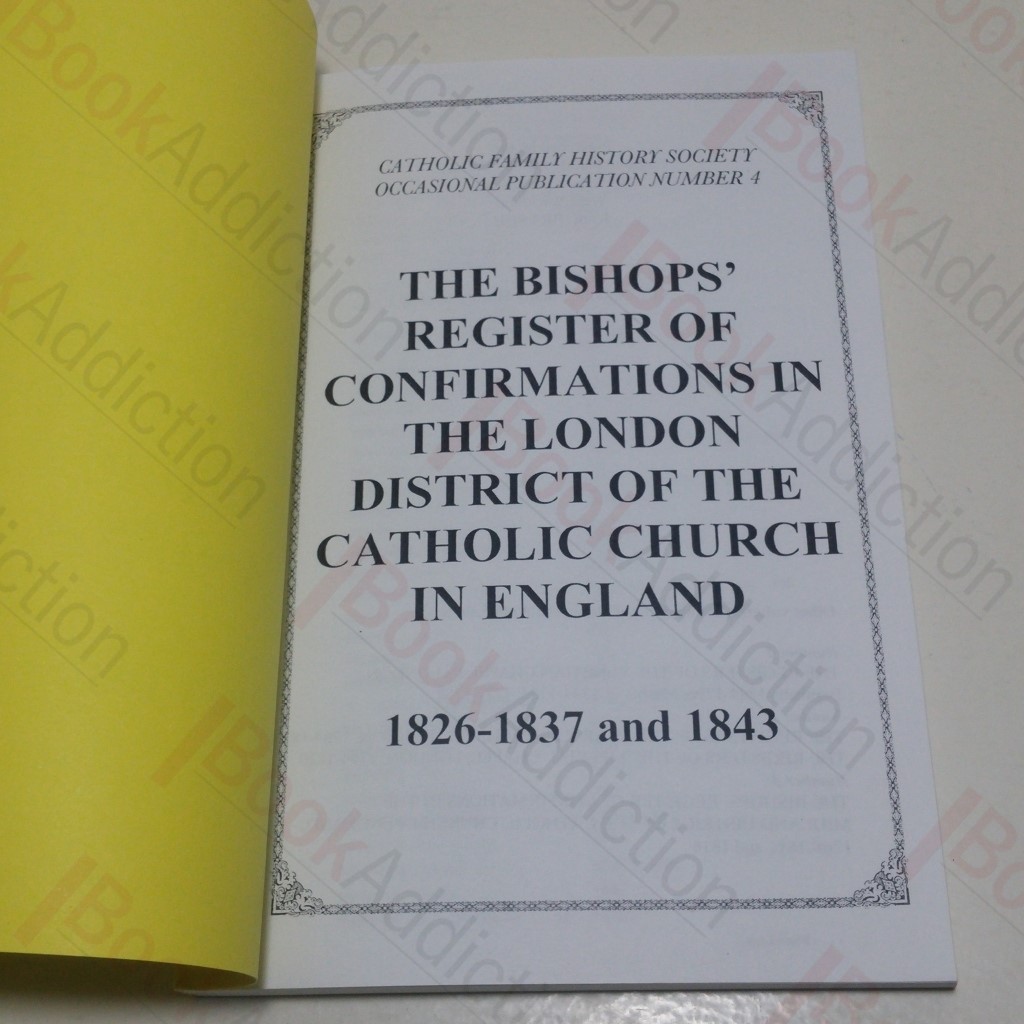 CATHOLIC FAMILY HISTORY SOCIETY
OCCASIONAL PUBLICATION NUMBER 4
THE BISHOPS’
REGISTER OF
CONFIRMATIONS IN
THE LONDON
DISTRICT OF THE
CATHOLIC CHURCH
IN ENGLAND
1826-1837 and 1843
BookAddiction